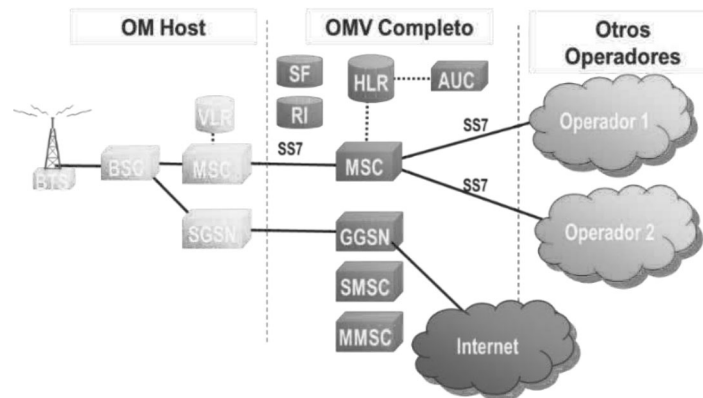 OM Host
OMV Completo
Otros
Operadores
SF
HLR
AUC
VLR
RI
SS7
Operador 1
BTS
BSC
MSC
SS7
MSC
SS7
SGSN
GGSN
Operador 2
SMSC
MMSC
Internet